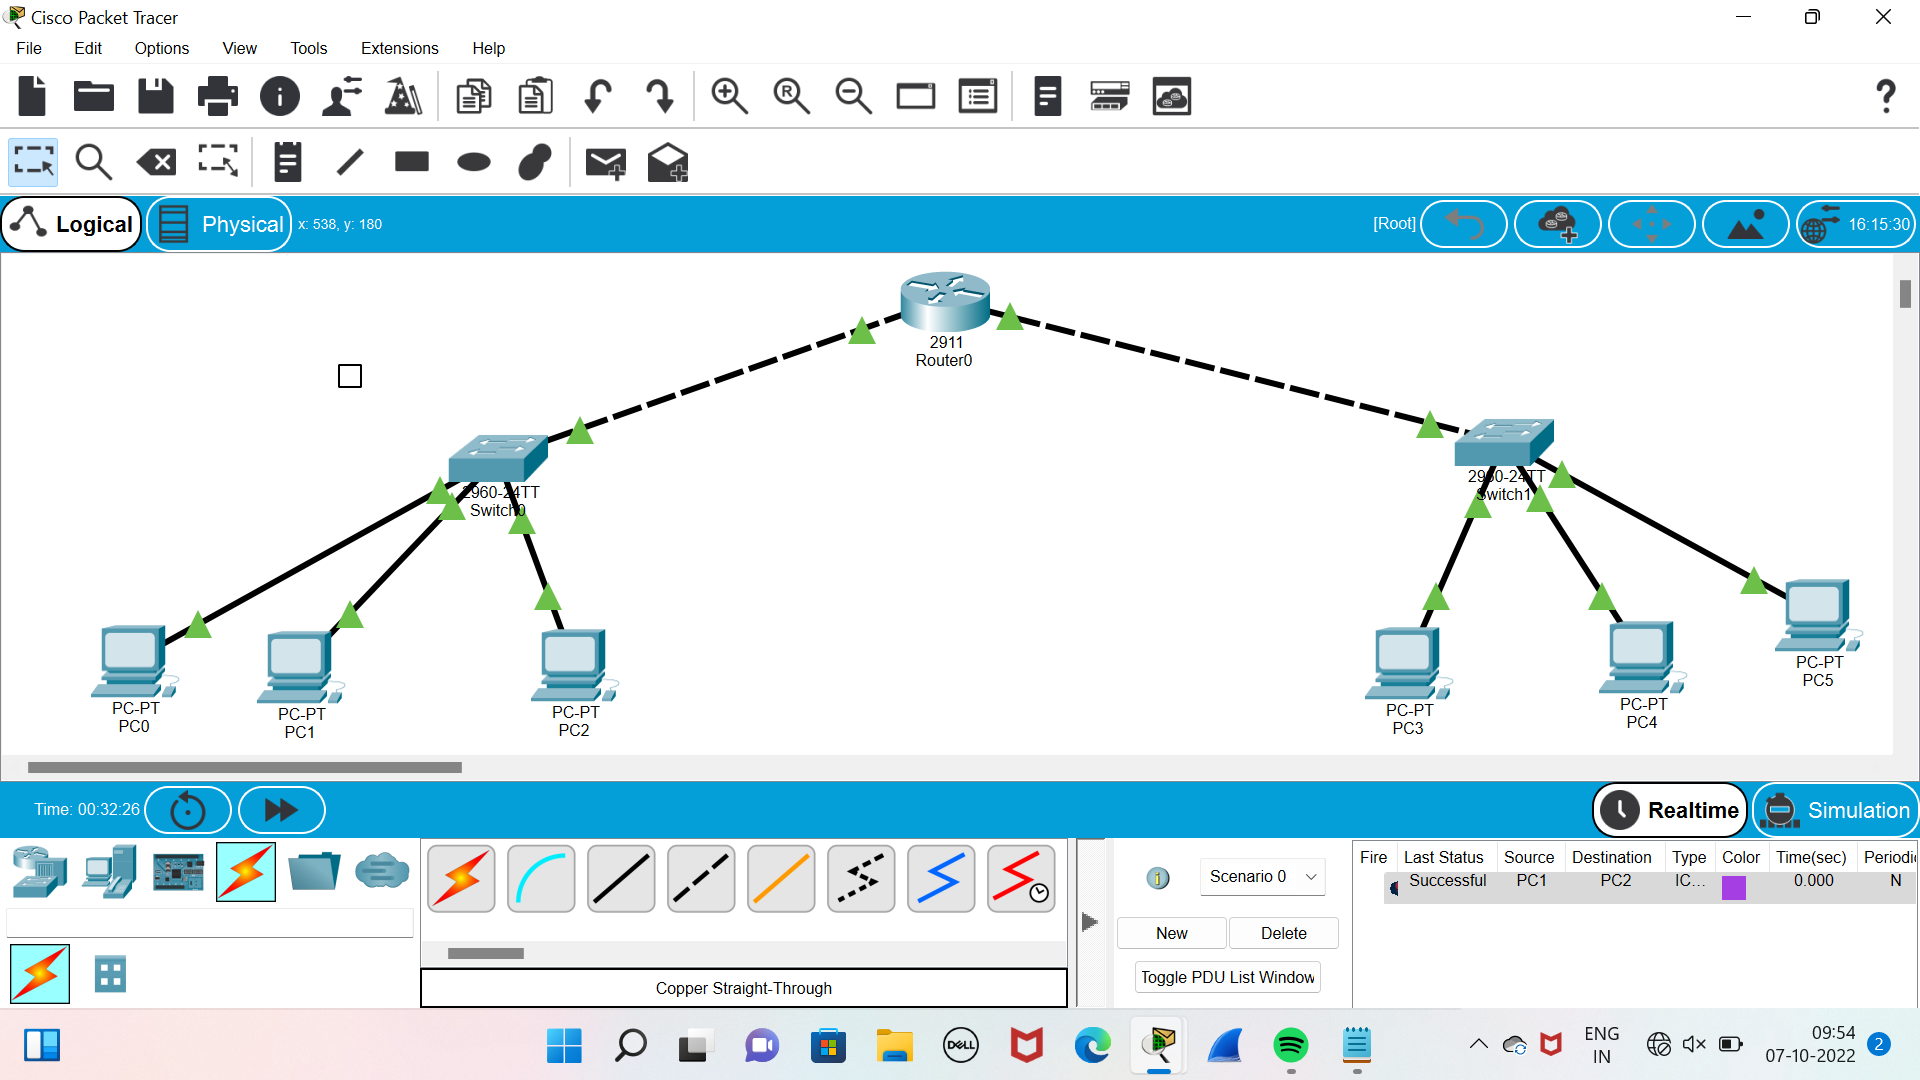 Cisco Packet Tracer
File Edit Options View Tools Extensions Help
R
?
Logical Physical x: 538, y: 180 [Root] 16:15:30
2911
Router0
2960-24TT
Switch0
2960-24TT
Switch1
PC-PT
PC0
PC-PT
PC1
PC-PT
PC2
PC-PT
PC3
PC-PT
PC4
PC-PT
PC5
Time: 00:32:26 Realtime Simulation
Scenario 0
New Delete
Toggle PDU List Window
Copper Straight-Through
Fire Last Status Source Destination Type Color Time(sec) Periodic
Successful PC1 PC2 IC... 0.000 N
DELL
ENG
IN
09:54
07-10-2022
2